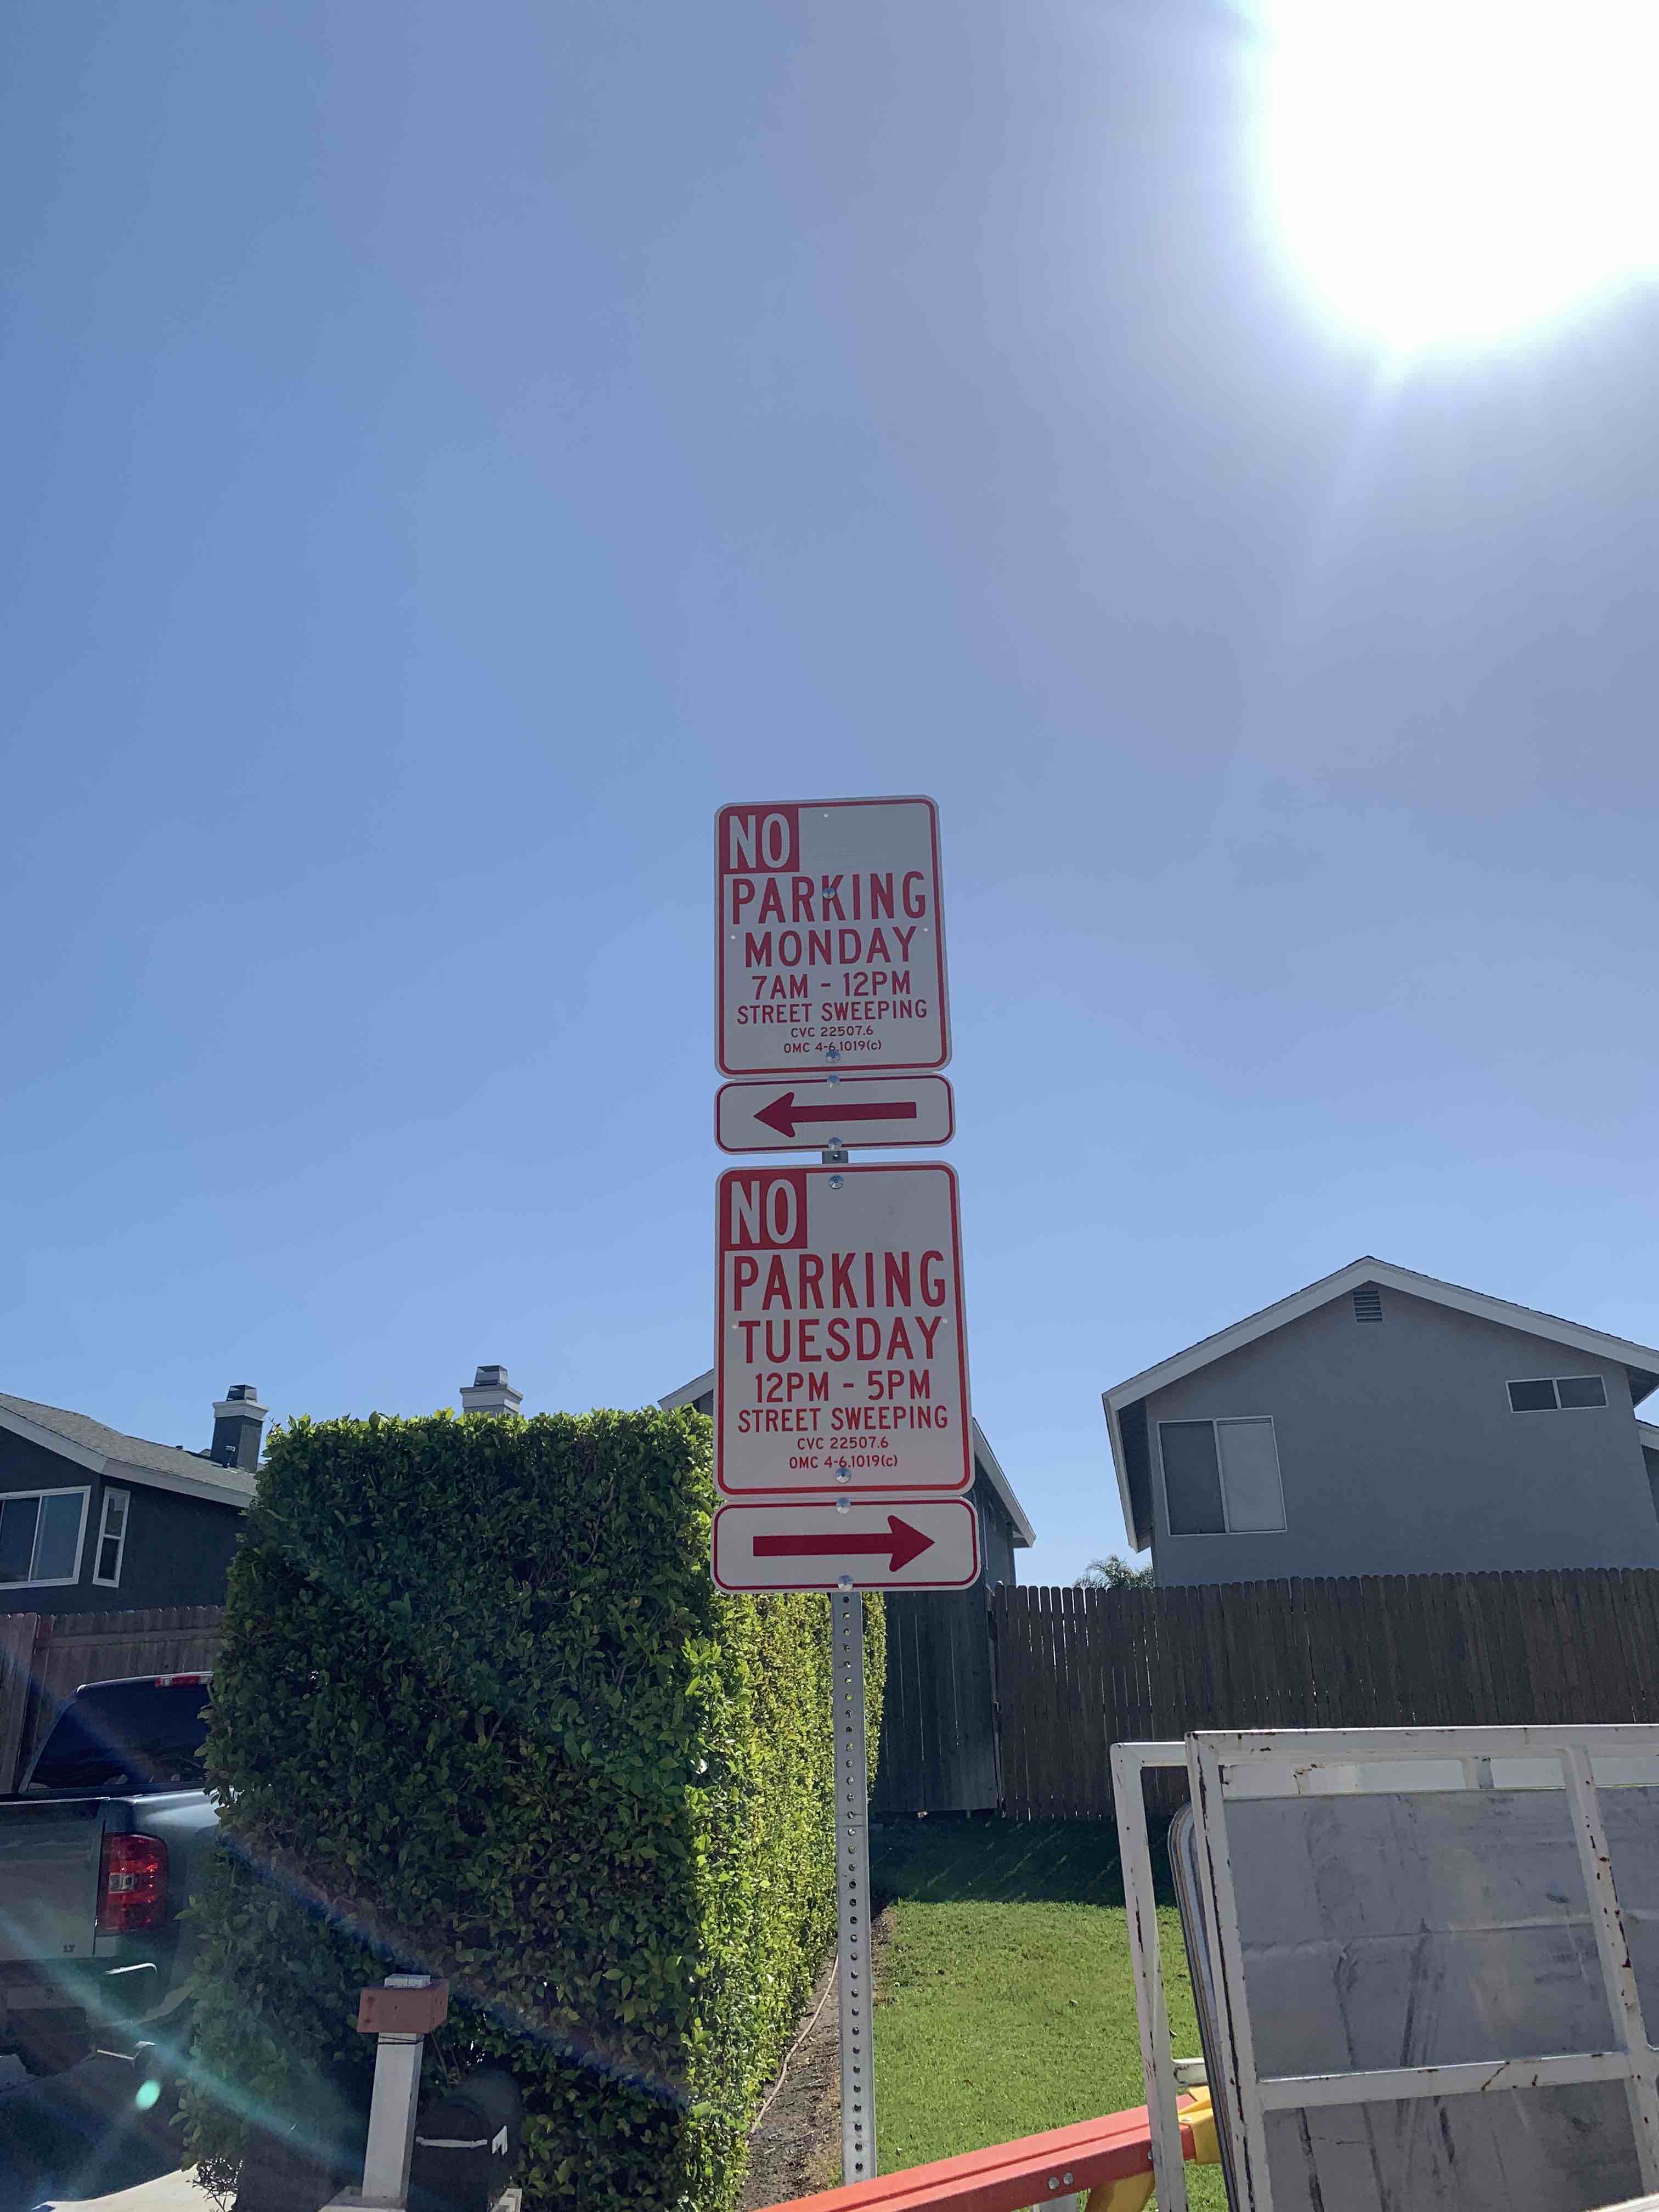 NO
PARKING
MONDAY
7AM - 12PM
STREET SWEEPING
CVC 22507.6
OMC 4-6.1019(c)
NO
PARKING
TUESDAY
12PM - 5PM
STREET SWEEPING
CVC 22507.6
OMC 4-6.1019(c)
LT